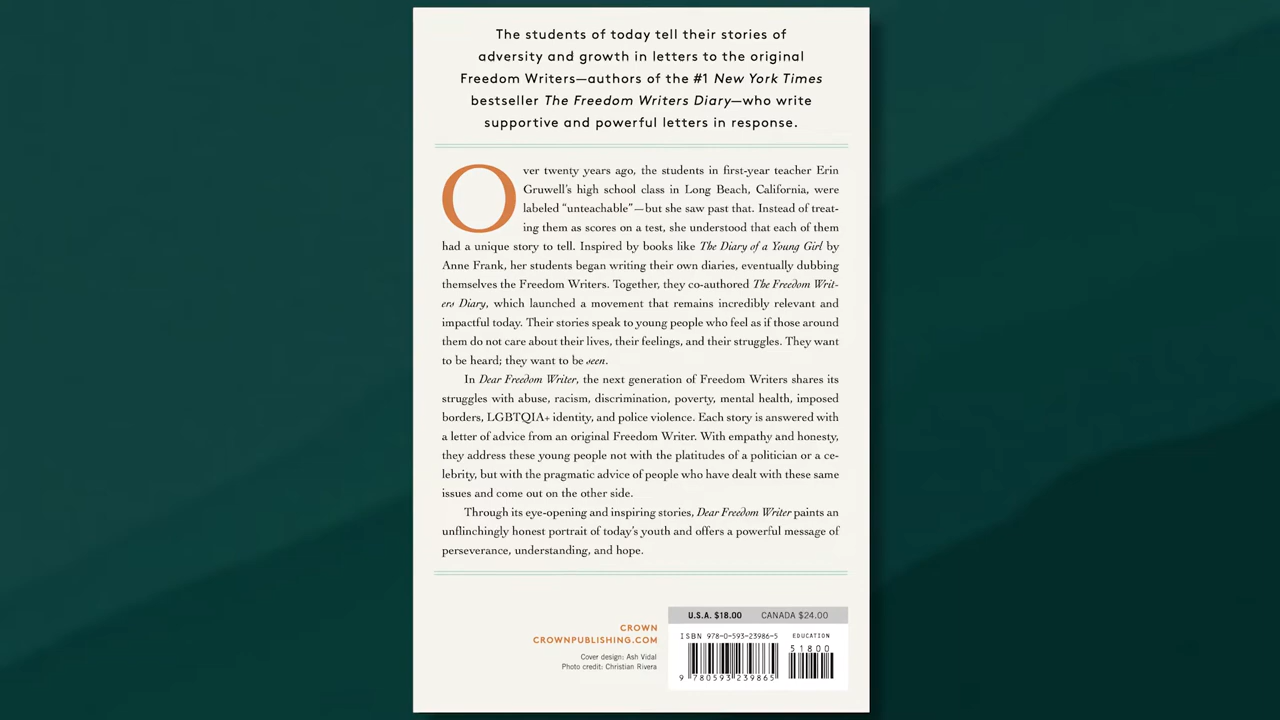 The students of today tell their stories of
adversity and growth in letters to the original
Freedom Writers—authors of the #1 New York Times
bestseller The Freedom Writers Diary—who write
supportive and powerful letters in response.
Over twenty years ago, the students in first-year teacher Erin
Gruwell's high school class in Long Beach, California, were
labeled "unteachable"—but she saw past that. Instead of treat-
ing them as scores on a test, she understood that each of them
had a unique story to tell. Inspired by books like The Diary of a Young Girl by
Anne Frank, her students began writing their own diaries, eventually dubbing
themselves the Freedom Writers. Together, they co-authored The Freedom Writ-
ers Diary, which launched a movement that remains incredibly relevant and
impactful today. Their stories speak to young people who feel as if those around
them do not care about their lives, their feelings, and their struggles. They want
to be heard; they want to be seen.
In Dear Freedom Writer, the next generation of Freedom Writers shares its
struggles with abuse, racism, discrimination, poverty, mental health, imposed
borders, LGBTQIA+ identity, and police violence. Each story is answered with
a letter of advice from an original Freedom Writer. With empathy and honesty,
they address these young people not with the platitudes of a politician or a ce-
lebrity, but with the pragmatic advice of people who have dealt with these same
issues and come out on the other side.
Through its eye-opening and inspiring stories, Dear Freedom Writer paints an
unflinchingly honest portrait of today's youth and offers a powerful message of
perseverance, understanding, and hope.
CROWN
CROWNPUBLISHING.COM
Cover design: Ash Vidal
Photo credit: Christian Rivera
U.S.A. $18.00 CANADA $24.00
ISBN 978-0-593-23986-5 EDUCATION
51800
9 780593 239865